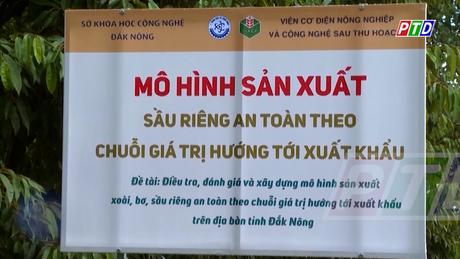 SỞ KHOA HỌC CÔNG NGHỆ
ĐẮK NÔNG
VIỆN CƠ ĐIỆN NÔNG NGHIỆP
VÀ CÔNG NGHỆ SAU THU HOẠCH
PTD
MÔ HÌNH SẢN XUẤT
SẦU RIÊNG AN TOÀN THEO
CHUỖI GIÁ TRỊ HƯỚNG TỚI XUẤT KHẨU
Đề tài: Điều tra, đánh giá và xây dựng mô hình sản xuất
xoài, bơ, sầu riêng an toàn theo chuỗi giá trị hướng tới xuất khẩu
trên địa bàn tỉnh Đắk Nông
PTD